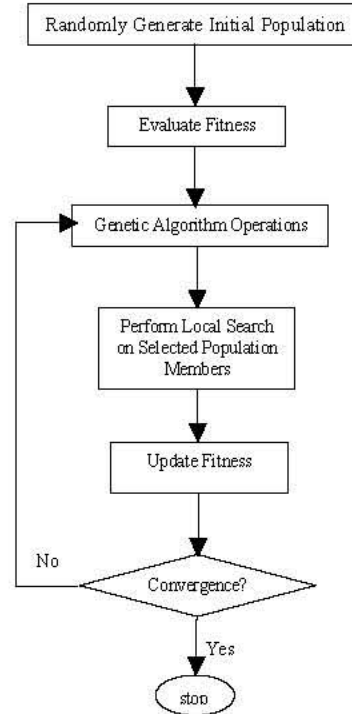 Randomly Generate Initial Population
Evaluate Fitness
Genetic Algorithm Operations
Perform Local Search
on Selected Population
Members
Update Fitness
No
Convergence?
Yes
stop